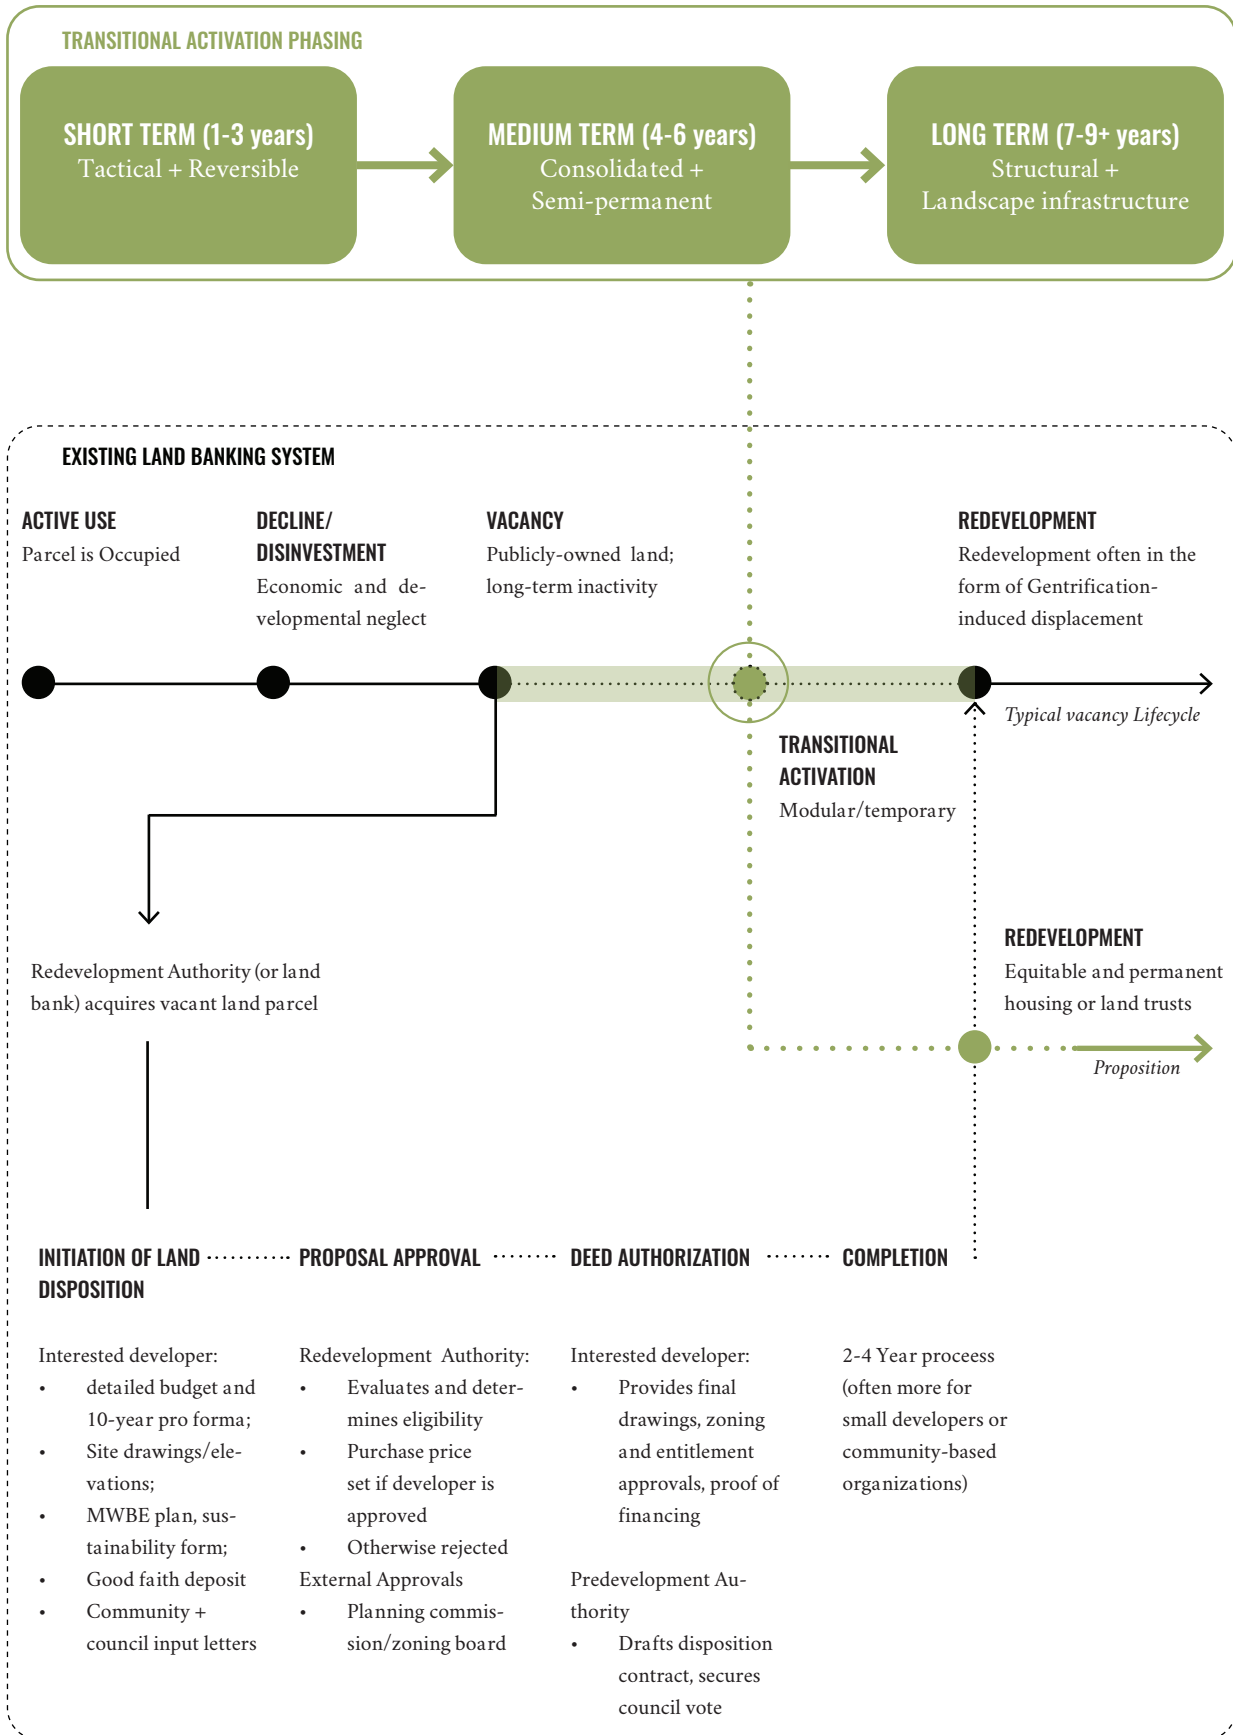 TRANSITIONAL ACTIVATION PHASING
SHORT TERM (1-3 years)
Tactical + Reversible
MEDIUM TERM (4-6 years)
Consolidated +
Semi-permanent
LONG TERM (7-9+ years)
Structural +
Landscape infrastructure
EXISTING LAND BANKING SYSTEM
ACTIVE USE
Parcel is Occupied
DECLINE/
DISINVESTMENT
Economic and de-
velopmental neglect
VACANCY
Publicly-owned land;
long-term inactivity
REDEVELOPMENT
Redevelopment often in the
form of Gentrification-
induced displacement
Typical vacancy Lifecycle
TRANSITIONAL
ACTIVATION
Modular/temporary
Redevelopment Authority (or land
bank) acquires vacant land parcel
REDEVELOPMENT
Equitable and permanent
housing or land trusts
Proposition
INITIATION OF LAND
DISPOSITION
Interested developer:
• detailed budget and
10-year pro forma;
• Site drawings/ele-
vations;
• MWBE plan, sus-
tainability form;
• Good faith deposit
• Community +
council input letters
PROPOSAL APPROVAL
Redevelopment Authority:
• Evaluates and deter-
mines eligibility
• Purchase price
set if developer is
approved
• Otherwise rejected
External Approvals
• Planning commis-
sion/zoning board
DEED AUTHORIZATION
Interested developer:
• Provides final
drawings, zoning
and entitlement
approvals, proof of
financing
Predevelopment Au-
thority
• Drafts disposition
contract, secures
council vote
COMPLETION
2-4 Year proceess
(often more for
small developers or
community-based
organizations)